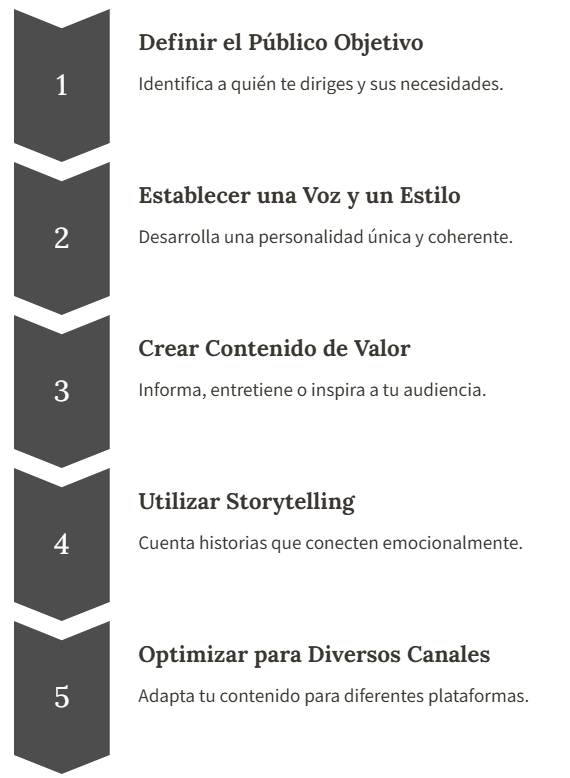 1
Definir el Público Objetivo
Identifica a quién te diriges y sus necesidades.
2
Establecer una Voz y un Estilo
Desarrolla una personalidad única y coherente.
3
Crear Contenido de Valor
Informa, entretiene o inspira a tu audiencia.
4
Utilizar Storytelling
Cuenta historias que conecten emocionalmente.
5
Optimizar para Diversos Canales
Adapta tu contenido para diferentes plataformas.